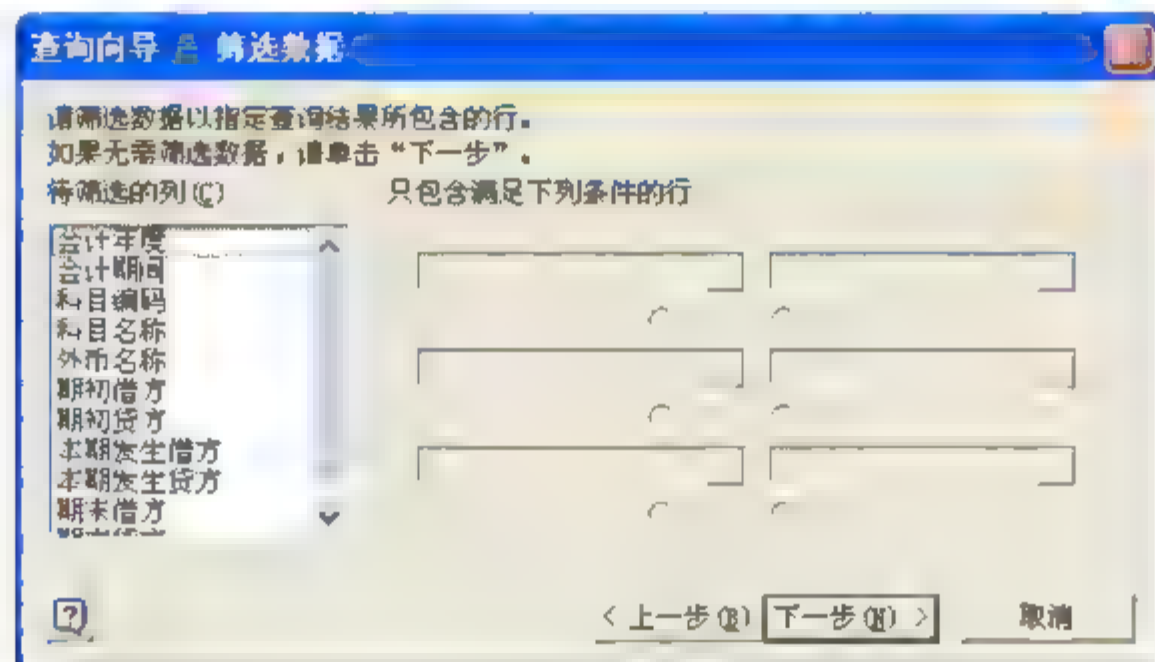 查询向导 - 筛选数据
请筛选数据以指定查询结果所包含的行。
如果无需筛选数据，请单击“下一步”。
待筛选的列(C)
只包含满足下列条件的行
会计年度
会计期间
科目编码
科目名称
外币名称
期初借方
期初贷方
本期发生借方
本期发生贷方
期末借方
?
< 上一步(B)
下一步(N) >
取消